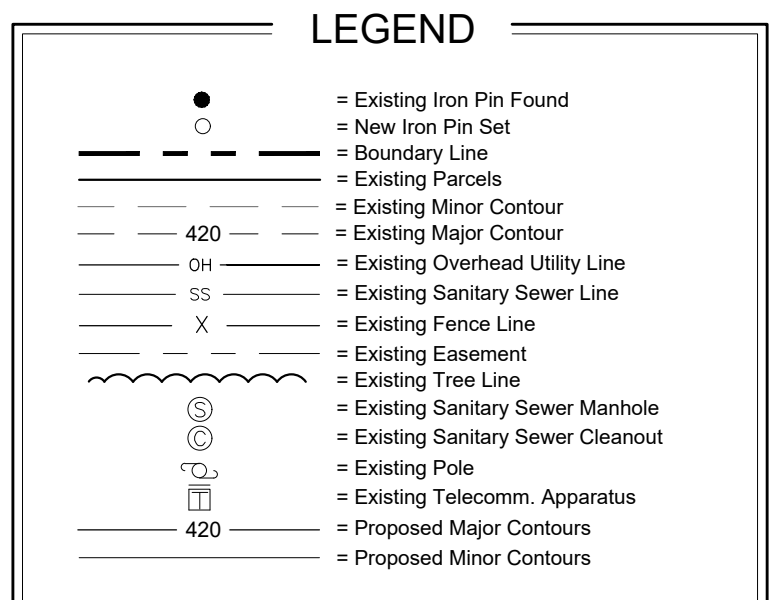 LEGEND
= Existing Iron Pin Found
= New Iron Pin Set
= Boundary Line
= Existing Parcels
= Existing Minor Contour
420 = Existing Major Contour
OH = Existing Overhead Utility Line
SS = Existing Sanitary Sewer Line
X = Existing Fence Line
= Existing Easement
= Existing Tree Line
S = Existing Sanitary Sewer Manhole
C = Existing Sanitary Sewer Cleanout
= Existing Pole
T = Existing Telecomm. Apparatus
420 = Proposed Major Contours
= Proposed Minor Contours